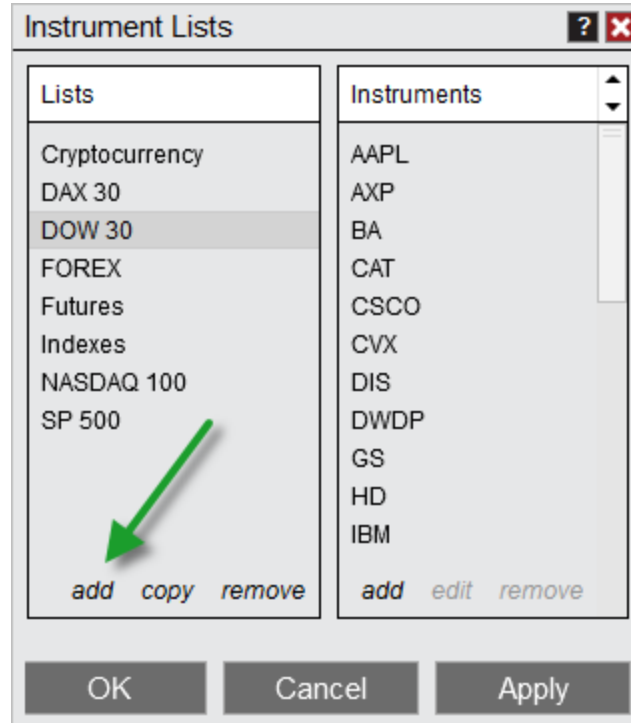 Instrument Lists ?
Lists
Cryptocurrency
DAX 30
DOW 30
FOREX
Futures
Indexes
NASDAQ 100
SP 500
add copy remove
Instruments
AAPL
AXP
BA
CAT
CSCO
CVX
DIS
DWDP
GS
HD
IBM
add edit remove
OK Cancel Apply